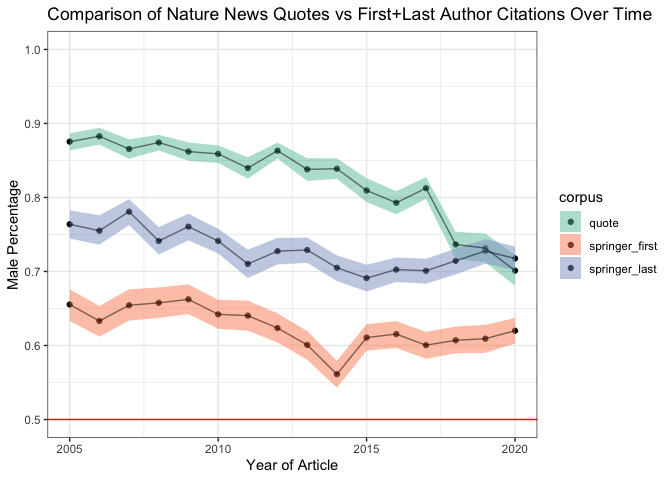 Comparison of Nature News Quotes vs First+Last Author Citations Over Time
1.0
0.9
0.8
0.7
0.6
0.5
Male Percentage
2005
2010
2015
2020
Year of Article
corpus
quote
springer_first
springer_last